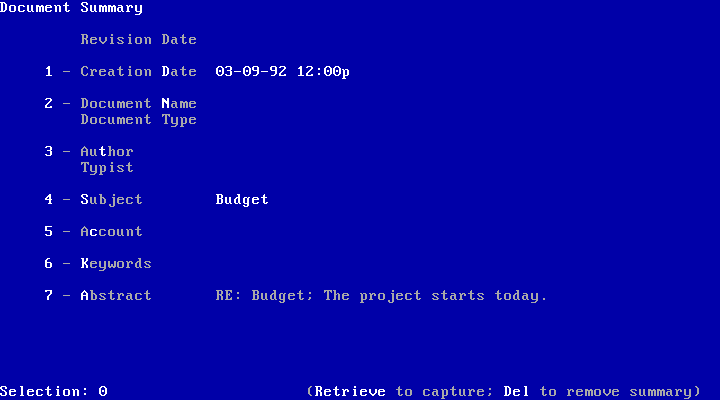 Document Summary
Revision Date
1 - Creation Date 03-09-92 12:00p
2 - Document Name
Document Type
3 - Author
Typist
4 - Subject Budget
5 - Account
6 - Keywords
7 - Abstract RE: Budget; The project starts today.
Selection: 0 (Retrieve to capture; Del to remove summary)